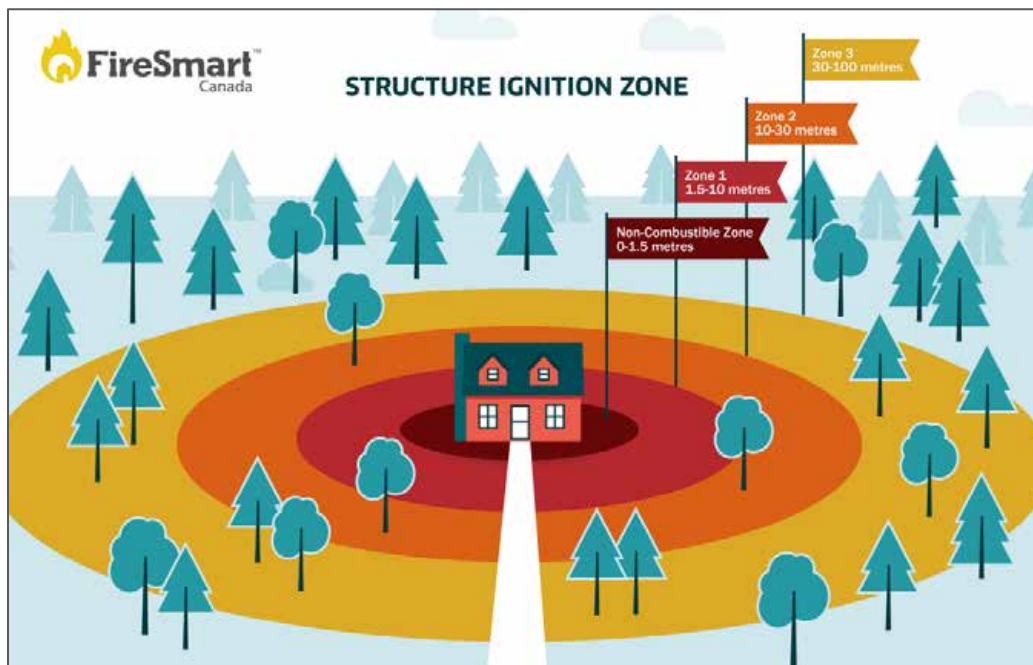 FireSmart™
Canada
STRUCTURE IGNITION ZONE
Zone 3
30-100 metres
Zone 2
10-30 metres
Zone 1
1.5-10 metres
Non-Combustible Zone
0-1.5 metres